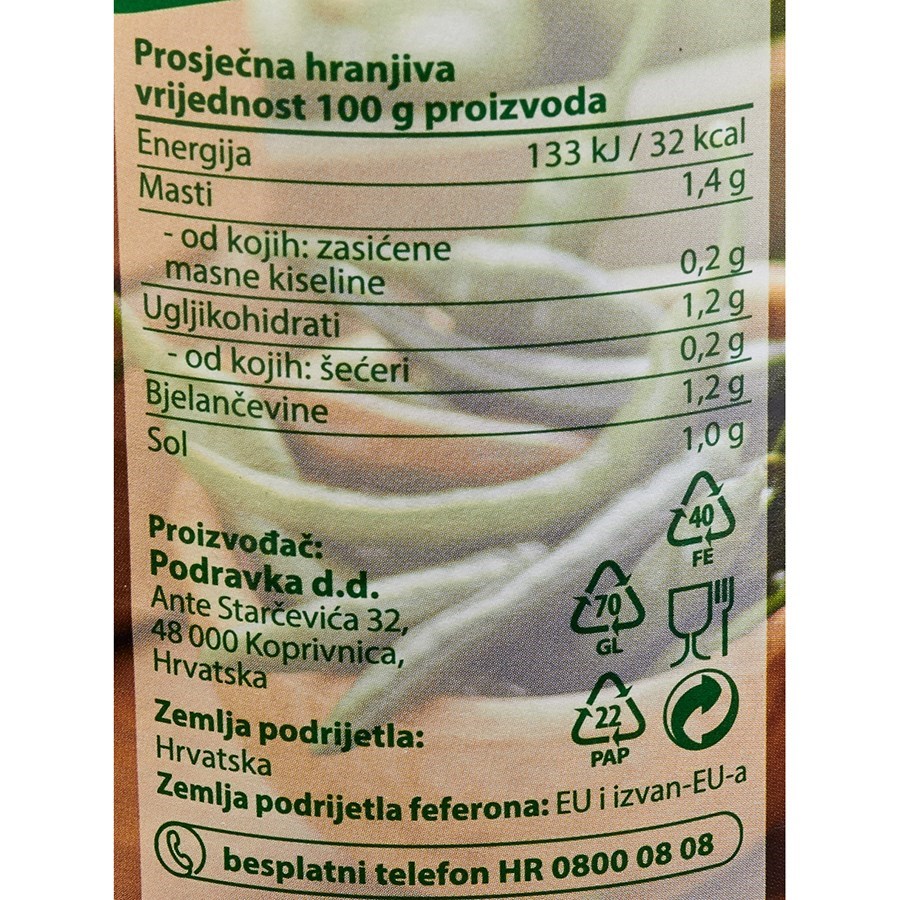 Prosječna hranjiva
vrijednost 100 g proizvoda
Energija 133 kJ / 32 kcal
Masti 1,4 g
- od kojih: zasićene
masne kiseline 0,2 g
Ugljikohidrati 1,2 g
- od kojih: šećeri 0,2 g
Bjelančevine 1,2 g
Sol 1,0 g
Proizvođač:
Podravka d.d.
Ante Starčevića 32,
48 000 Koprivnica,
Hrvatska
40
FE
70
GL
22
PAP
Zemlja podrijetla:
Hrvatska
Zemlja podrijetla feferona: EU i izvan-EU-a
besplatni telefon HR 0800 08 08